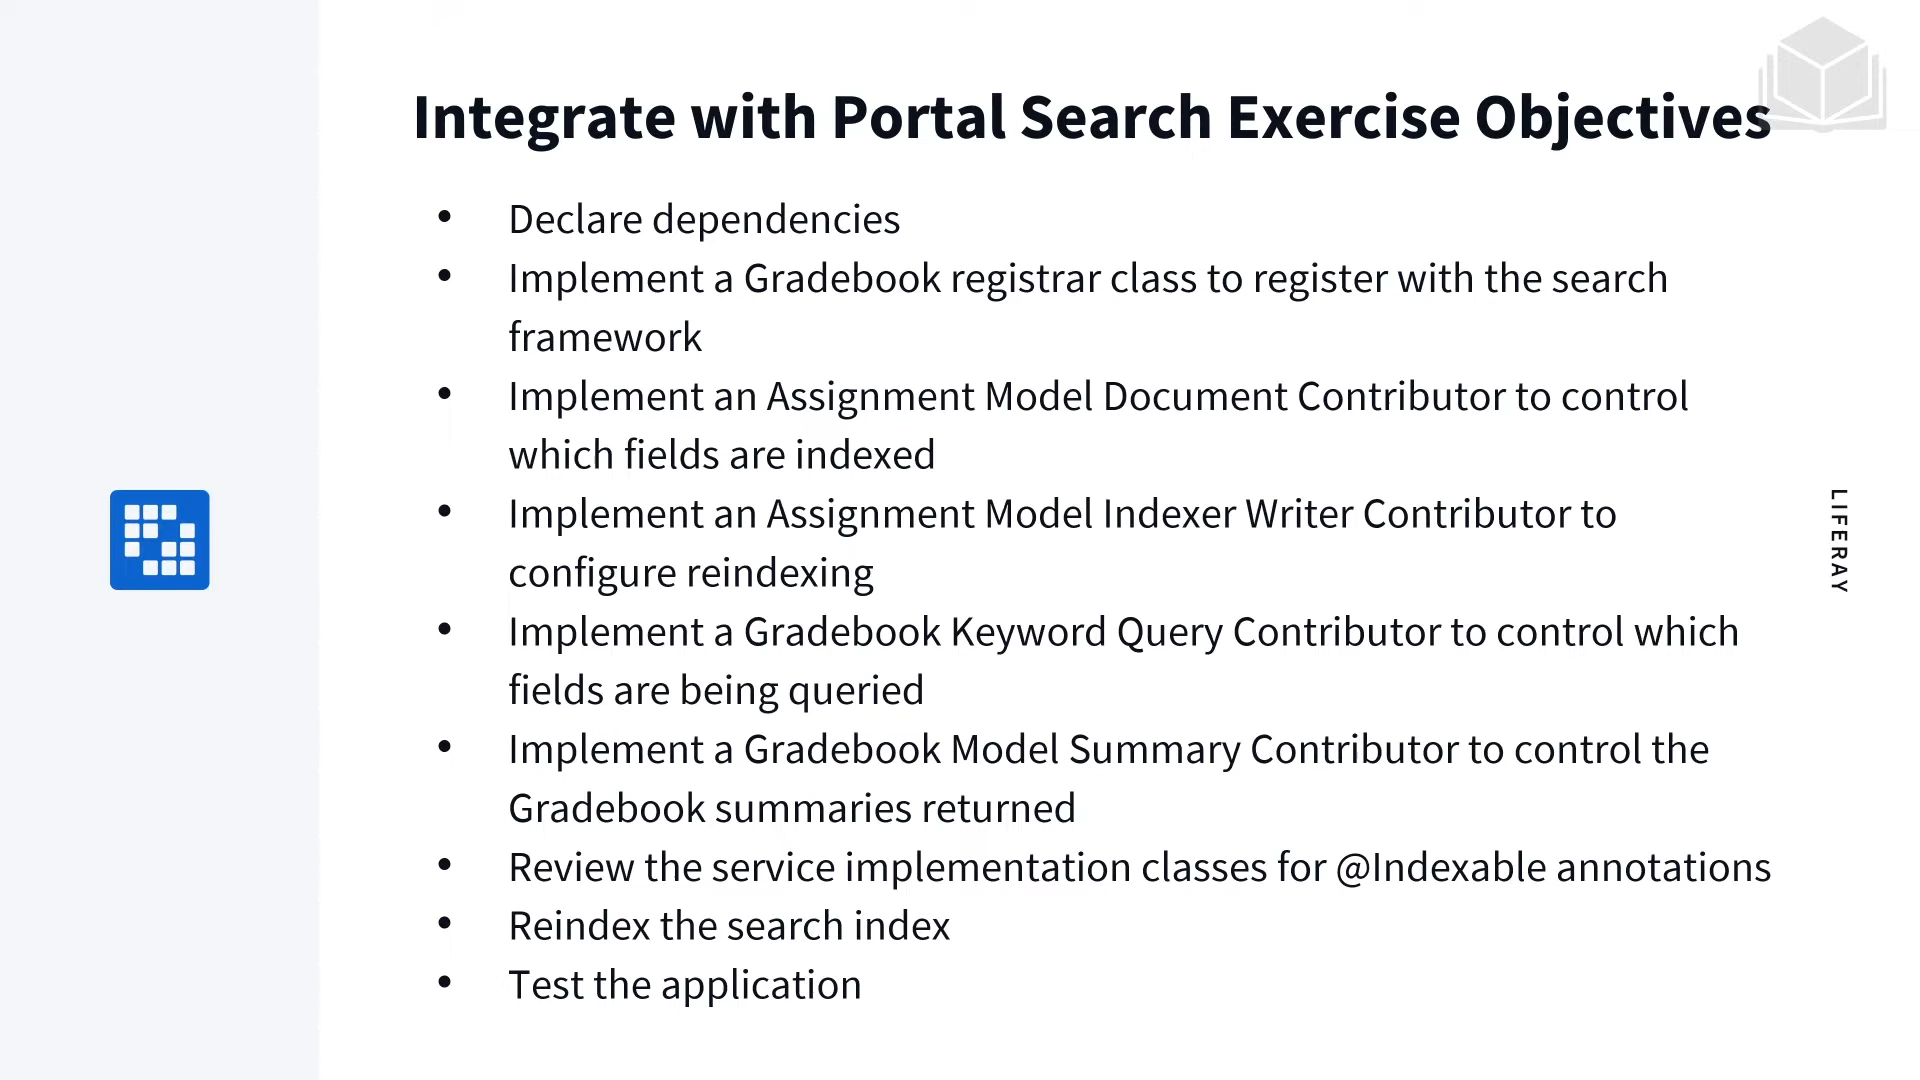 Integrate with Portal Search Exercise Objectives
• Declare dependencies
• Implement a Gradebook registrar class to register with the search
framework
• Implement an Assignment Model Document Contributor to control
which fields are indexed
• Implement an Assignment Model Indexer Writer Contributor to
configure reindexing
• Implement a Gradebook Keyword Query Contributor to control which
fields are being queried
• Implement a Gradebook Model Summary Contributor to control the
Gradebook summaries returned
• Review the service implementation classes for @Indexable annotations
• Reindex the search index
• Test the application
LIFERAY